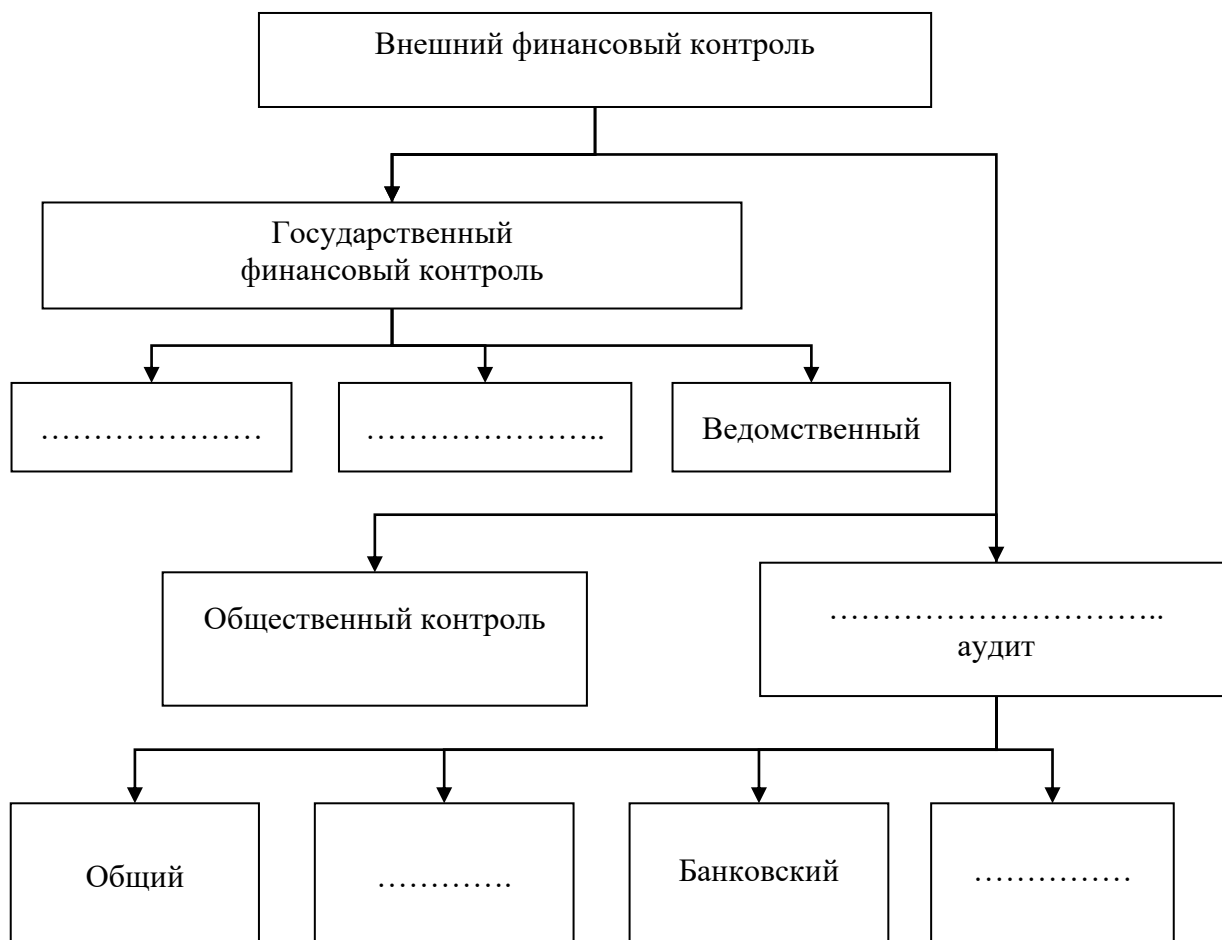 Внешний финансовый контроль
Государственный
финансовый контроль
…………………
…………………..
Ведомственный
Общественный контроль
…………………………..
аудит
Общий
………….
Банковский
……………